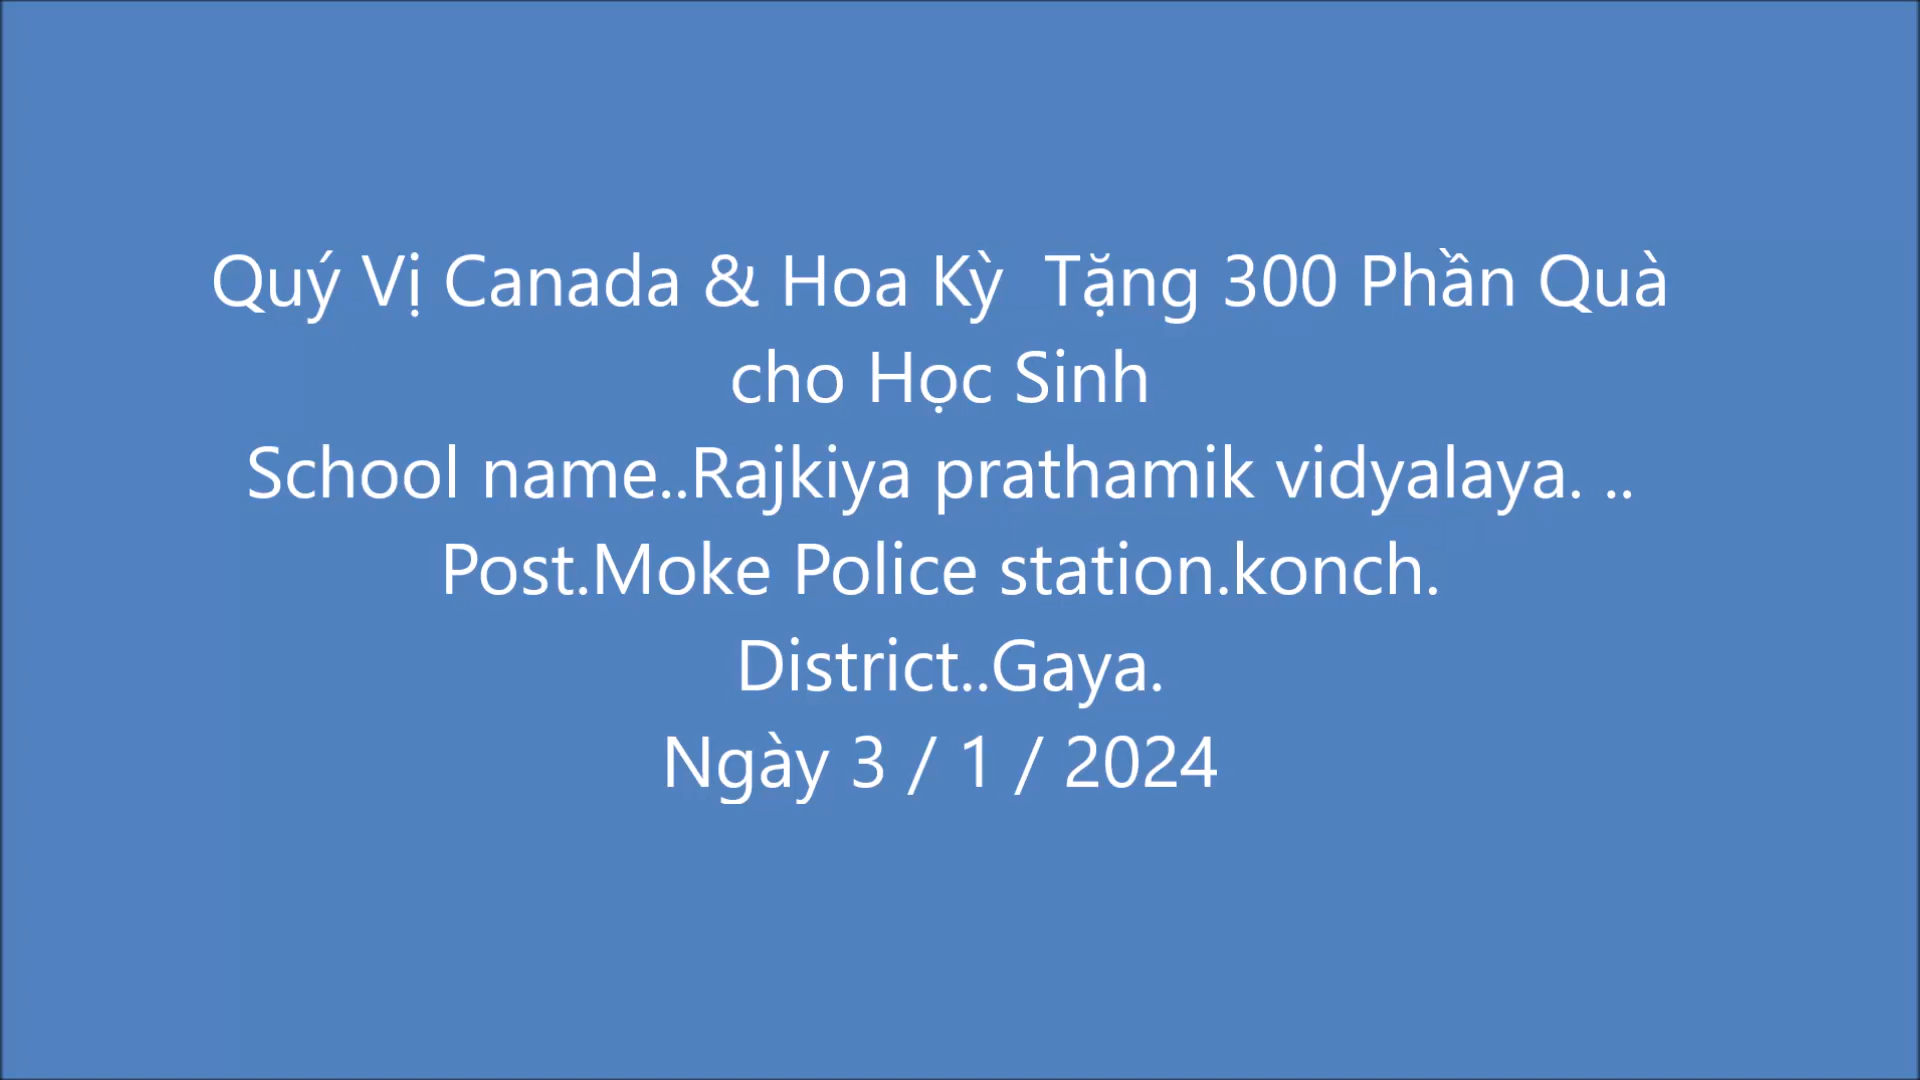 Quý Vị Canada & Hoa Kỳ  Tặng 300 Phần Quà
cho Học Sinh
School name..Rajkiya prathamik vidyalaya. ..
Post.Moke Police station.konch.
District..Gaya.
Ngày 3 / 1 / 2024